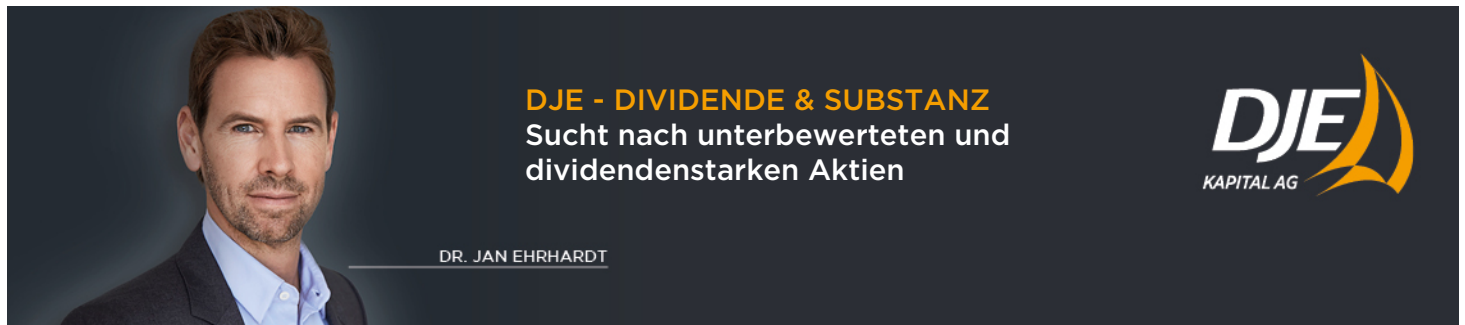 DJE - DIVIDENDE & SUBSTANZ
Sucht nach unterbewerteten und
dividendenstarken Aktien
DR. JAN EHRHARDT
DJE
KAPITAL AG